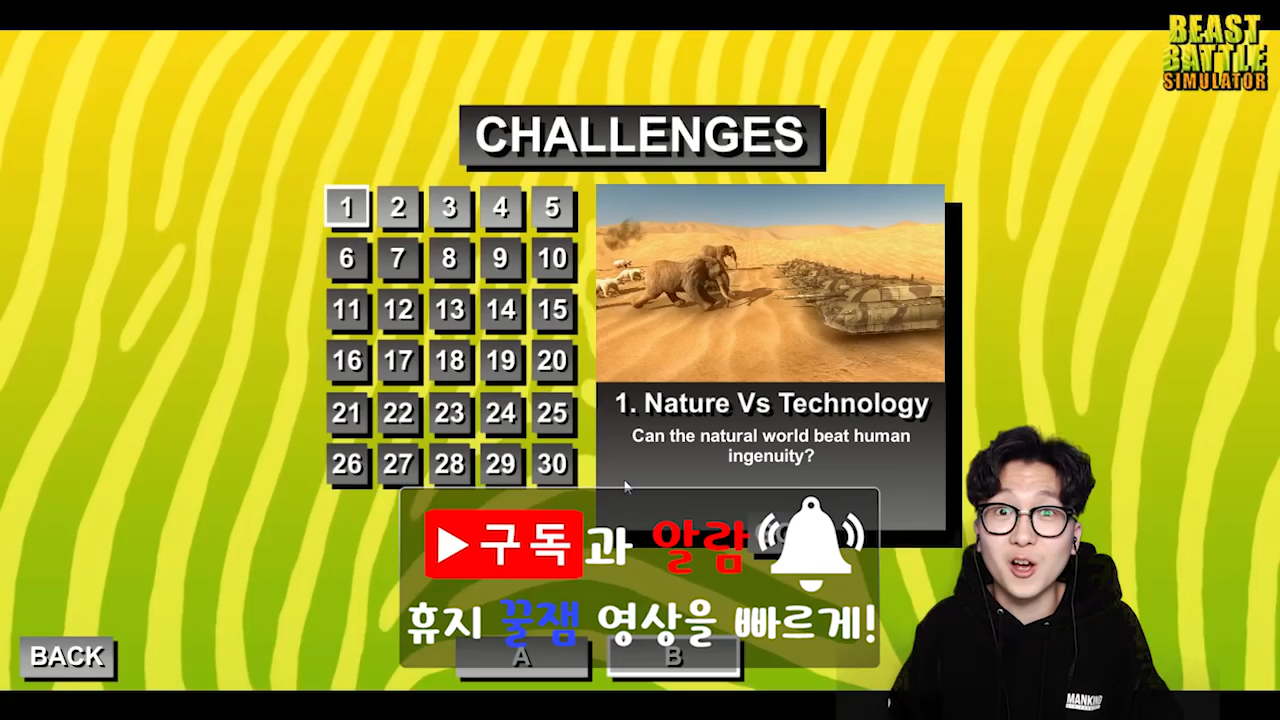 BEAST
BATTLE
SIMULATOR
CHALLENGES
1 2 3 4 5
6 7 8 9 10
11 12 13 14 15
16 17 18 19 20
21 22 23 24 25
26 27 28 29 30
1. Nature Vs Technology
Can the natural world beat human
ingenuity?
구독과 알람
휴지 꿀잼 영상을 빠르게!
BACK
A B
MANKIND